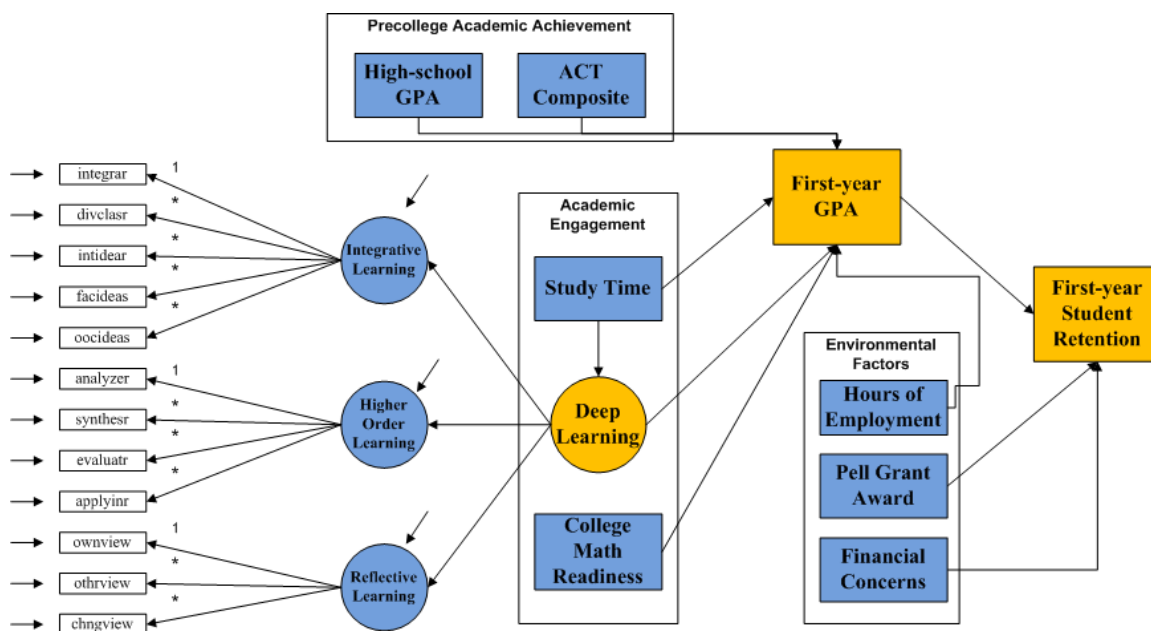 Precollege Academic Achievement
High-school
GPA
ACT
Composite
integrar
1
divclasr
*
intidear
*
facideas
*
oocideas
*
Integrative
Learning
analyzer
1
synthesr
*
evaluatr
*
applyinr
*
Higher
Order
Learning
ownview
1
othrview
*
chngview
*
Reflective
Learning
Academic
Engagement
Study Time
Deep
Learning
College
Math
Readiness
First-year
GPA
Environmental
Factors
Hours of
Employment
Pell Grant
Award
Financial
Concerns
First-year
Student
Retention